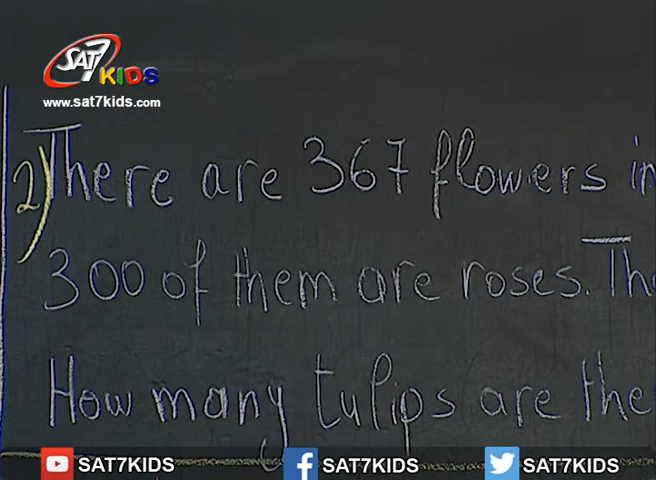 SAT7 KIDS
www.sat7kids.com
2) There are 367 flowers in
300 of them are roses. The
How many tulips are the
SAT7KIDS SAT7KIDS SAT7KIDS